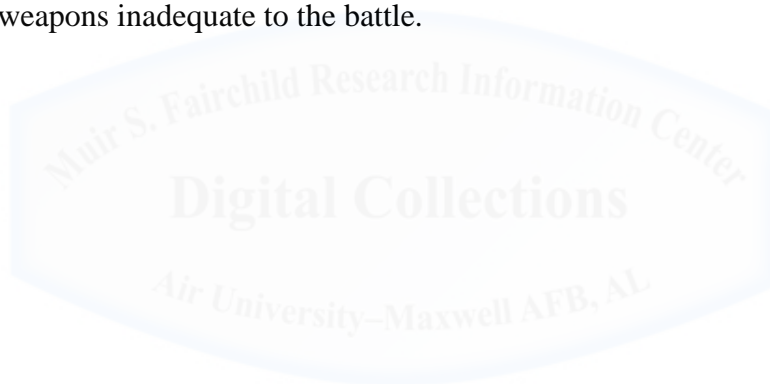 weapons inadequate to the battle.
Muir S. Fairchild Research Information Center
Digital Collections
Air University–Maxwell AFB, AL